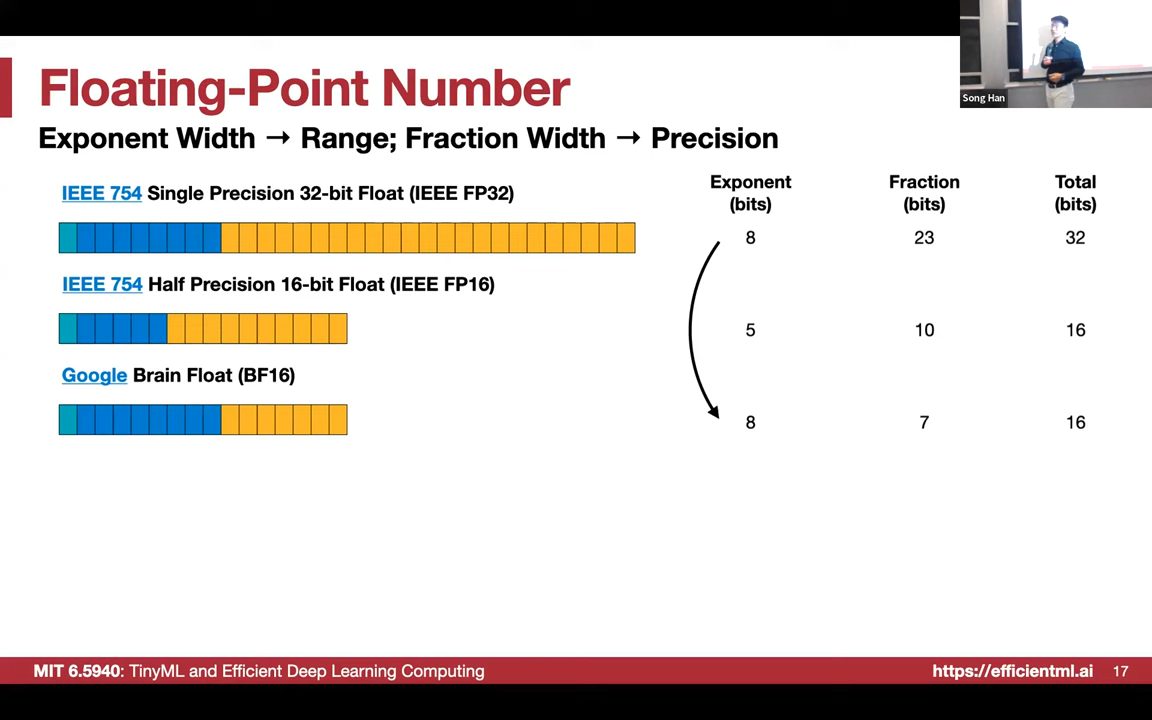 Floating-Point Number
Song Han
Exponent Width → Range; Fraction Width → Precision
Exponent (bits)
Fraction (bits)
Total (bits)
IEEE 754 Single Precision 32-bit Float (IEEE FP32)
8 23 32
IEEE 754 Half Precision 16-bit Float (IEEE FP16)
5 10 16
Google Brain Float (BF16)
8 7 16
MIT 6.5940: TinyML and Efficient Deep Learning Computing
https://efficientml.ai 17